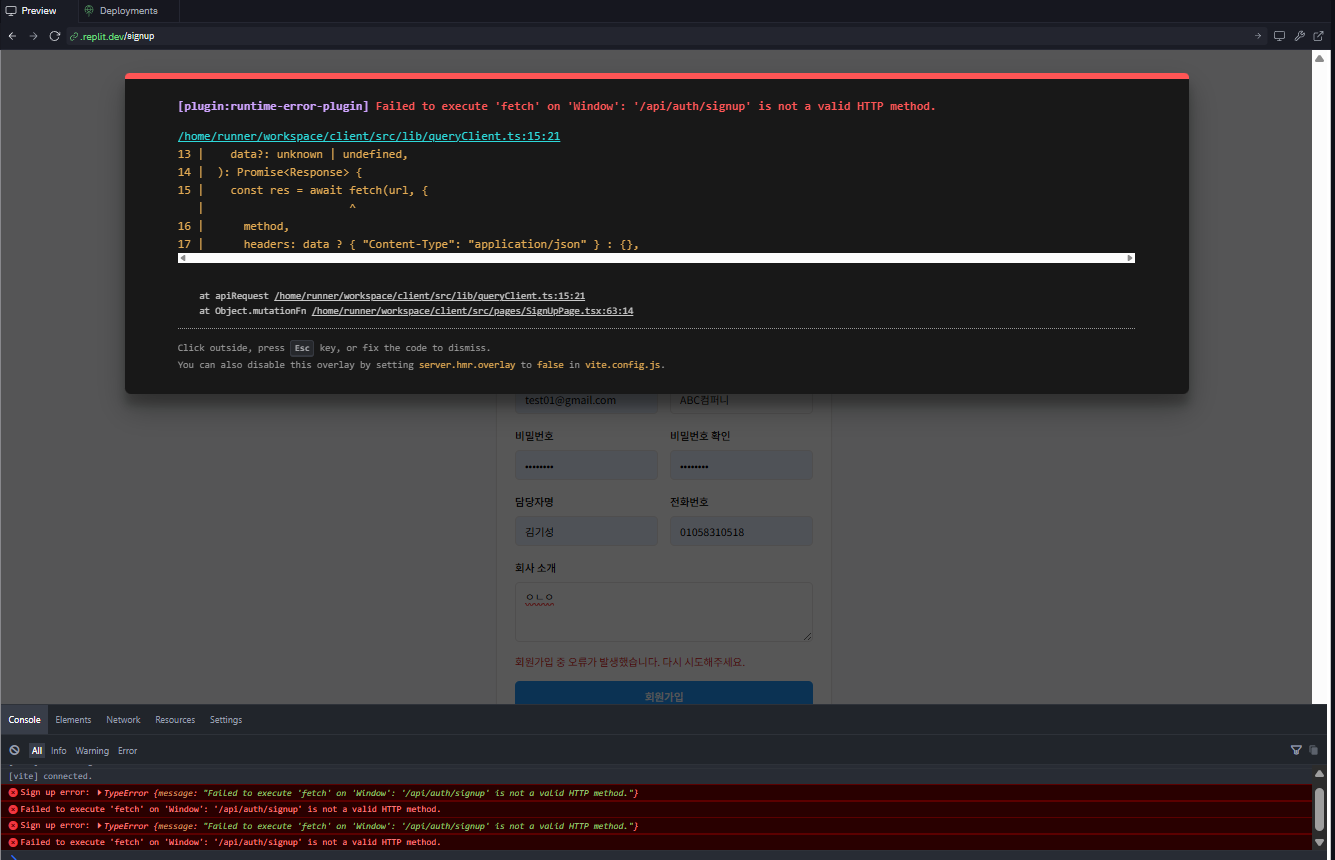 Preview
Deployments
.replit.dev/signup
[plugin:runtime-error-plugin] Failed to execute 'fetch' on 'Window': '/api/auth/signup' is not a valid HTTP method.
/home/runner/workspace/client/src/lib/queryClient.ts:15:21
13 |    data?: unknown | undefined,
14 |  ): Promise<Response> {
15 |    const res = await fetch(url, {
   |                      ^
16 |      method,
17 |      headers: data ? { "Content-Type": "application/json" } : {},
at apiRequest /home/runner/workspace/client/src/lib/queryClient.ts:15:21
at Object.mutationFn /home/runner/workspace/client/src/pages/SignUpPage.tsx:63:14
Click outside, press Esc key, or fix the code to dismiss.
You can also disable this overlay by setting server.hmr.overlay to false in vite.config.js.
test01@gmail.com ABC컴퍼니
비밀번호 비밀번호 확인
•••••••• ••••••••
담당자명 전화번호
김기성 01058310518
회사 소개
ㅇㄴㅇ
회원가입 중 오류가 발생했습니다. 다시 시도해주세요.
회원가입
Console Elements Network Resources Settings
All Info Warning Error
[vite] connected.
Sign up error: ▶TypeError {message: "Failed to execute 'fetch' on 'Window': '/api/auth/signup' is not a valid HTTP method."}
Failed to execute 'fetch' on 'Window': '/api/auth/signup' is not a valid HTTP method.
Sign up error: ▶TypeError {message: "Failed to execute 'fetch' on 'Window': '/api/auth/signup' is not a valid HTTP method."}
Failed to execute 'fetch' on 'Window': '/api/auth/signup' is not a valid HTTP method.